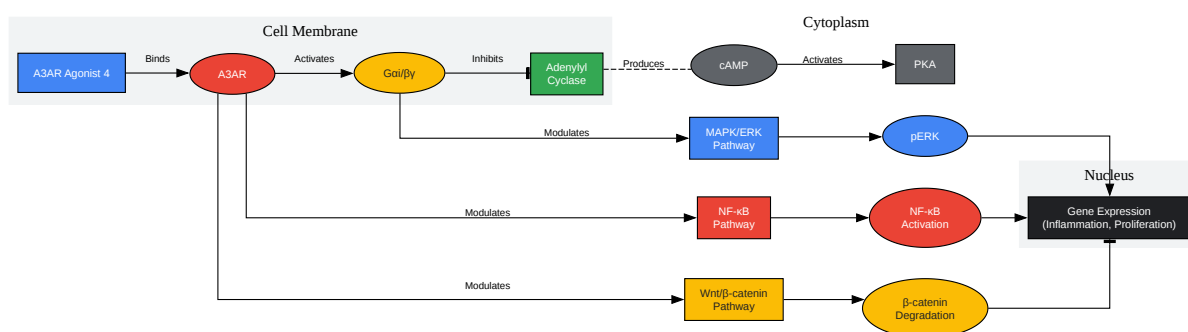 Cell Membrane
Cytoplasm
A3AR Agonist 4
Binds
A3AR
Activates
Gαi/βγ
Inhibits
Adenylyl
Cyclase
Produces
cAMP
Activates
PKA
Modulates
MAPK/ERK
Pathway
pERK
Nucleus
Modulates
NF-κB
Pathway
NF-κB
Activation
Gene Expression
(Inflammation, Proliferation)
Modulates
Wnt/β-catenin
Pathway
β-catenin
Degradation